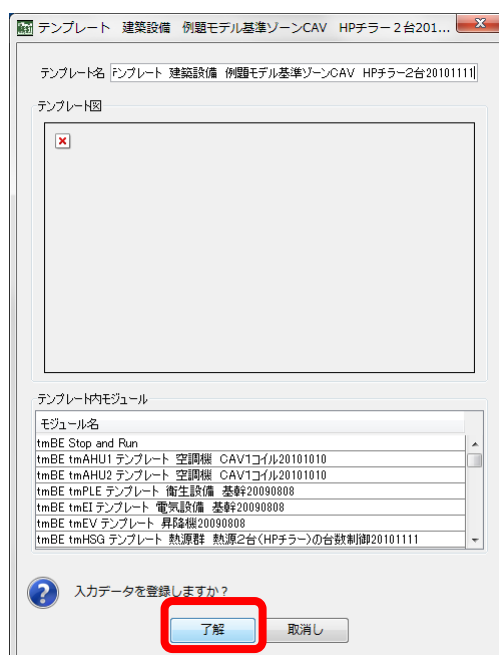 テンプレート　建築設備　例題モデル基準ゾーンCAV　HPチラー２台201...
テンプレート名 テンプレート 建築設備 例題モデル基準ゾーンCAV HPチラー2台20101111
テンプレート図
テンプレート内モジュール
モジュール名
tmBE Stop and Run
tmBE tmAHU1 テンプレート 空調機 CAV1コイル20101010
tmBE tmAHU2 テンプレート 空調機 CAV1コイル20101010
tmBE tmPLE テンプレート 衛生設備 基幹20090808
tmBE tmEI テンプレート 電気設備 基幹20090808
tmBE tmEV テンプレート 昇降機20090808
tmBE tmHSG テンプレート 熱源群 熱源2台(HPチラー)の台数制御20101111
入力データを登録しますか？
了解 取消し